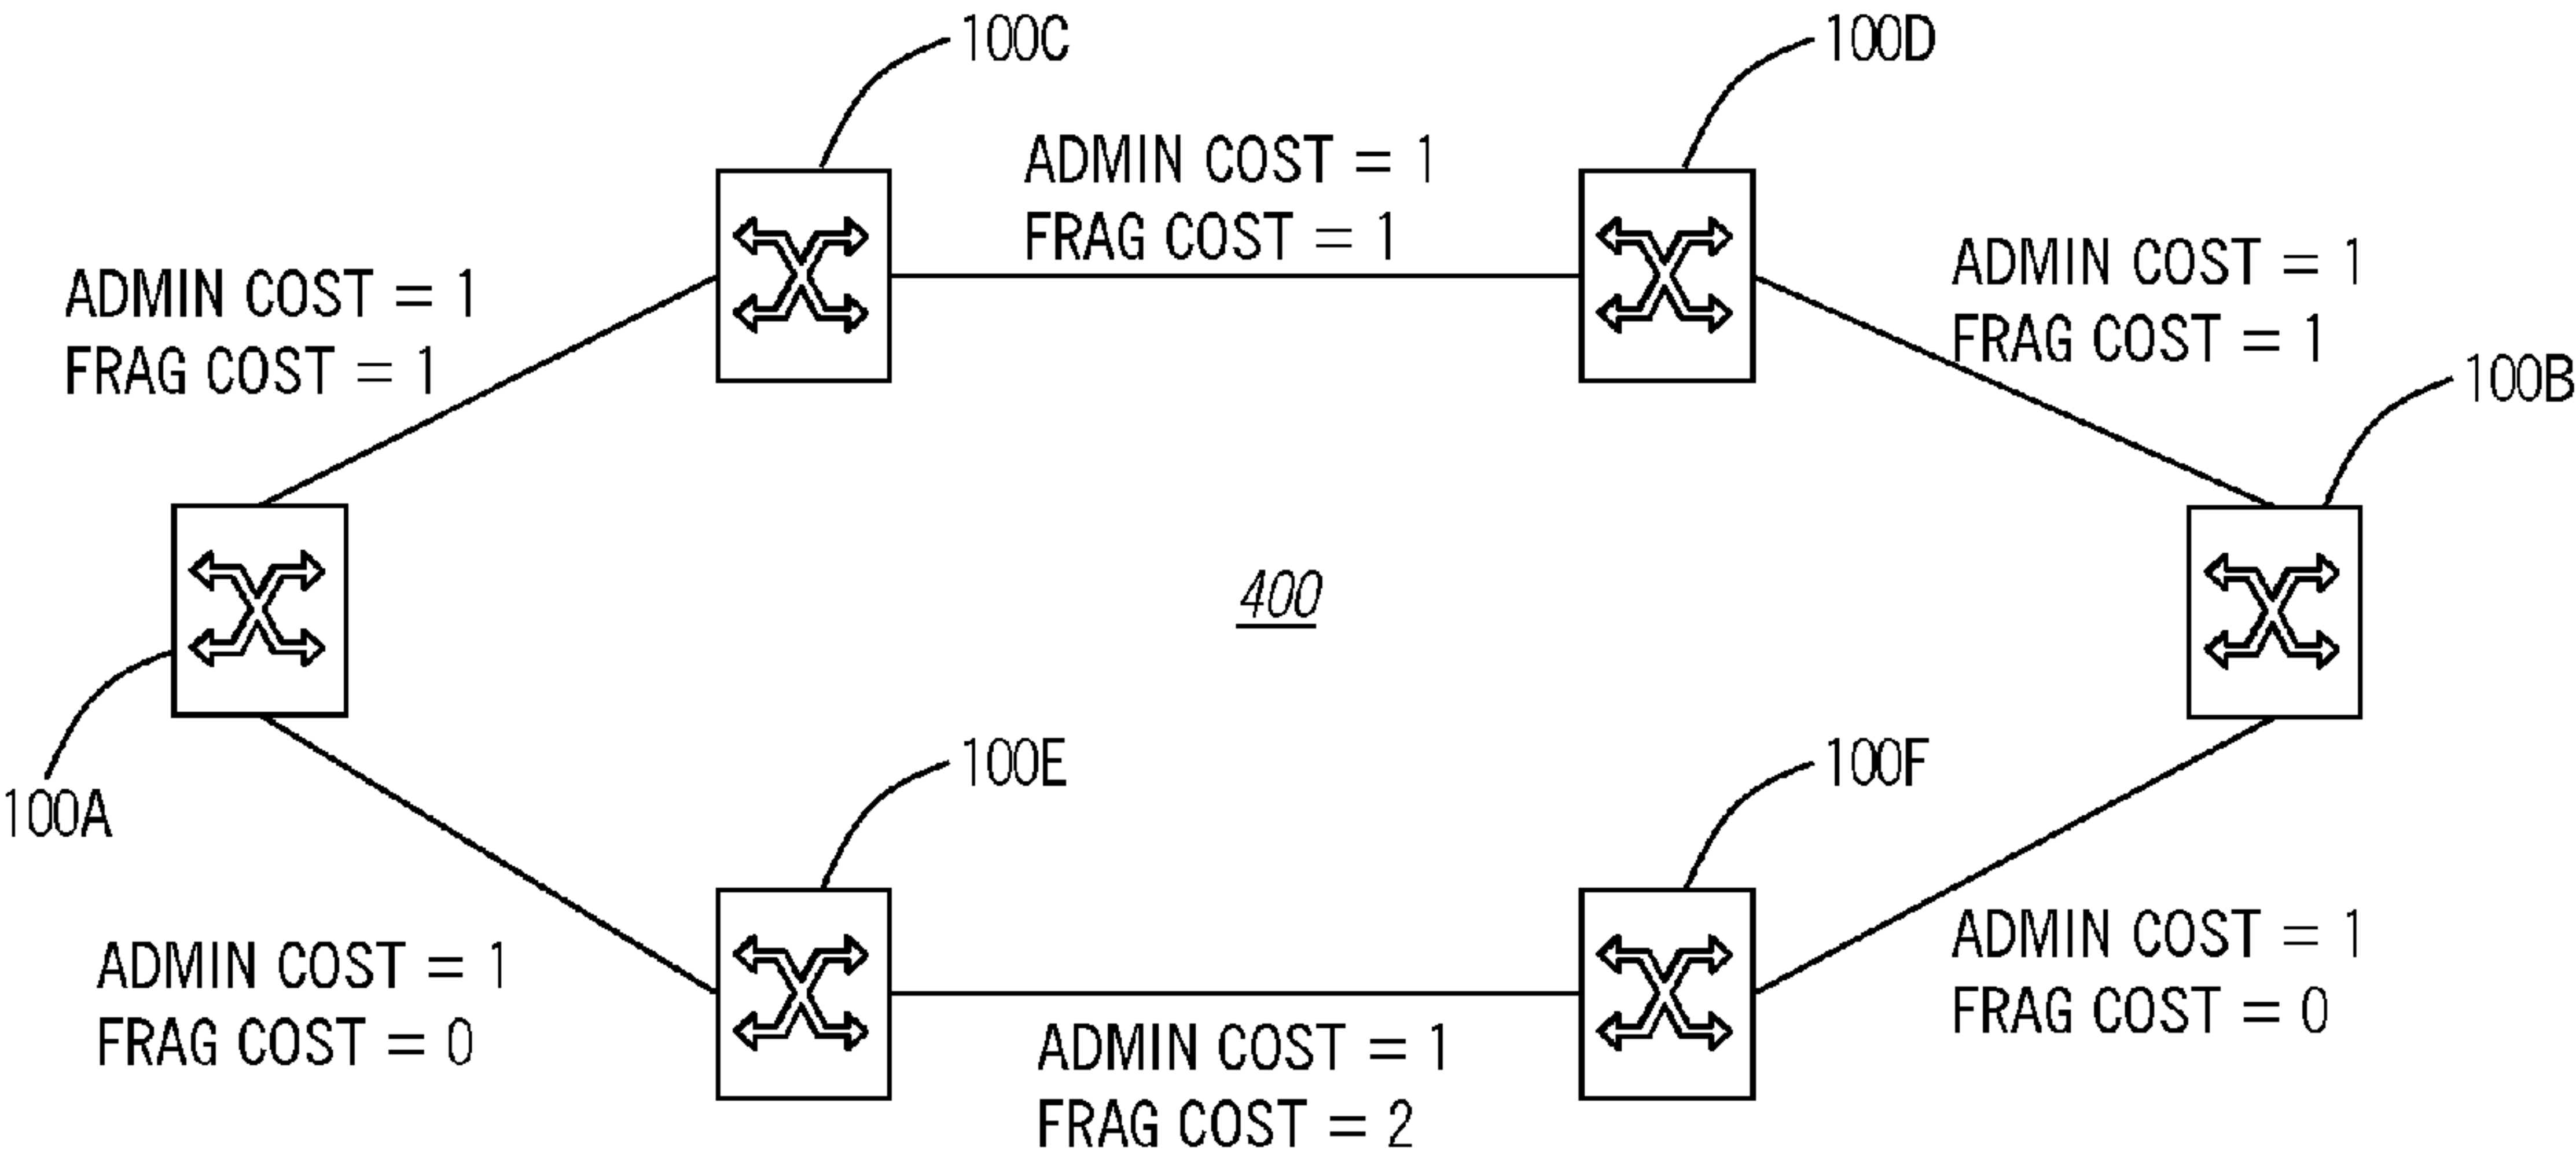 100C
100D
ADMIN COST = 1
FRAG COST = 1
ADMIN COST = 1
FRAG COST = 1
ADMIN COST = 1
FRAG COST = 1
100B
400
100A
100E
100F
ADMIN COST = 1
FRAG COST = 0
ADMIN COST = 1
FRAG COST = 2
ADMIN COST = 1
FRAG COST = 0